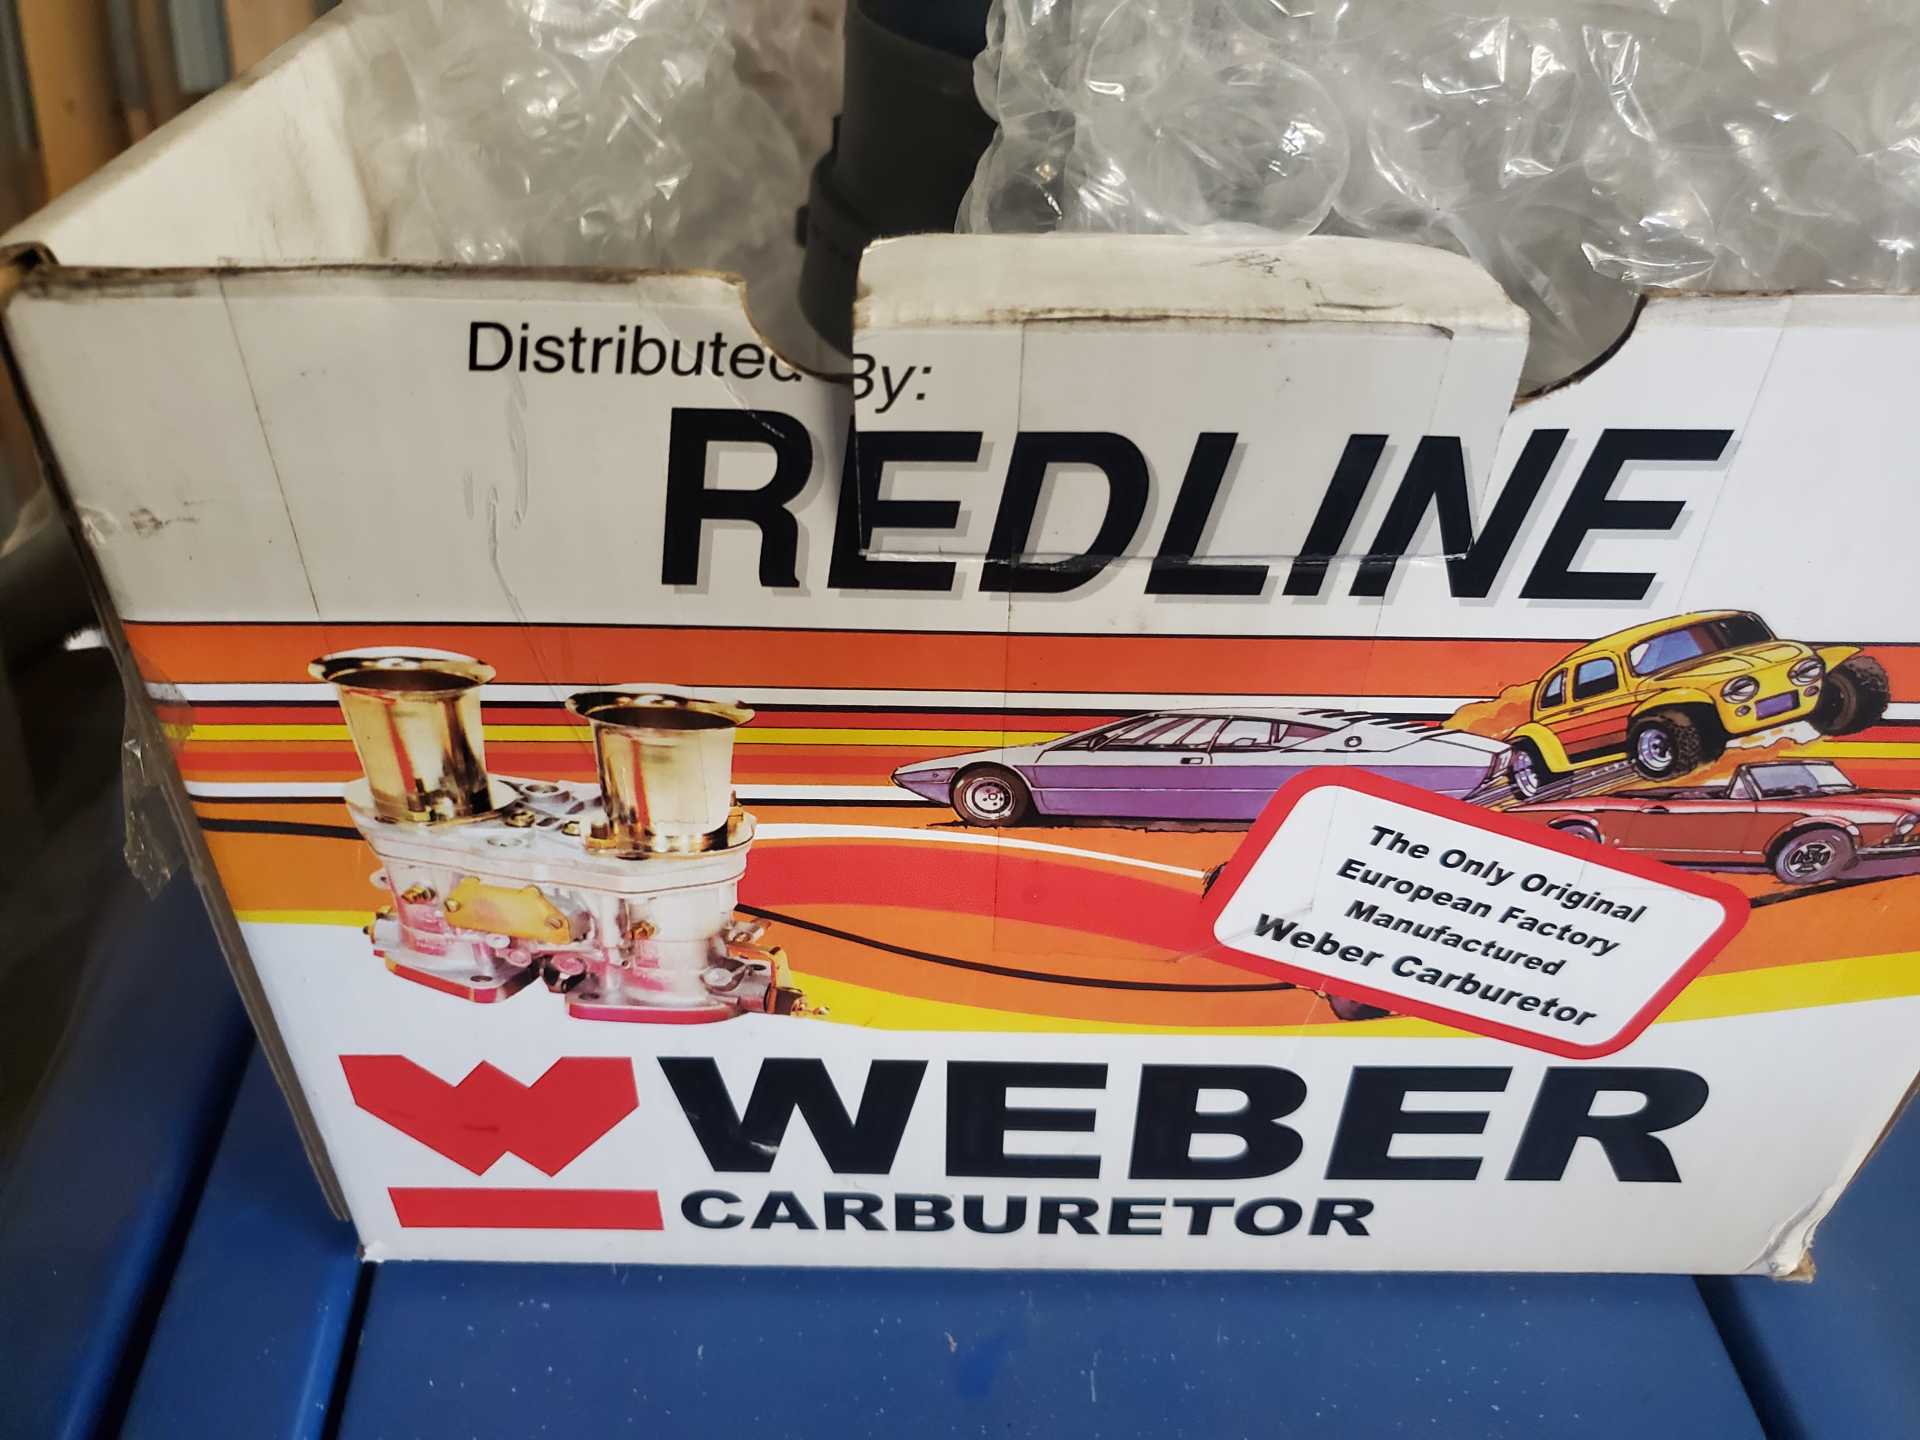 Distributed By:
REDLINE
The Only Original
European Factory
Manufactured
Weber Carburetor
WEBER
CARBURETOR